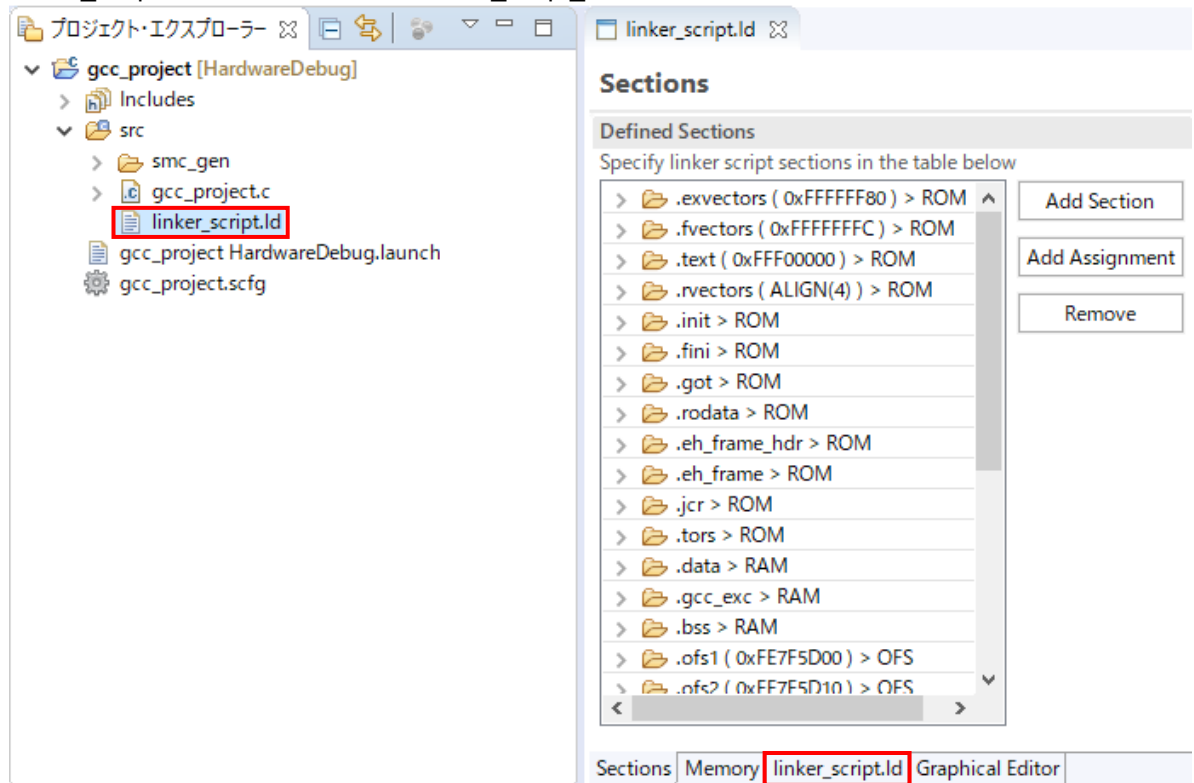 プロジェクト・エクスプローラー
gcc_project [HardwareDebug]
Includes
src
smc_gen
gcc_project.c
linker_script.ld
gcc_project HardwareDebug.launch
gcc_project.scfg
linker_script.ld
Sections
Defined Sections
Specify linker script sections in the table below
.exvectors ( 0xFFFFFF80 ) > ROM
.fvectors ( 0xFFFFFFFC ) > ROM
.text ( 0xFFF00000 ) > ROM
.rvectors ( ALIGN(4) ) > ROM
.init > ROM
.fini > ROM
.got > ROM
.rodata > ROM
.eh_frame_hdr > ROM
.eh_frame > ROM
.jcr > ROM
.tors > ROM
.data > RAM
.gcc_exc > RAM
.bss > RAM
.ofs1 ( 0xFE7F5D00 ) > OFS
.ofs2 ( 0xFE7F5D10 ) > OFS
Add Section
Add Assignment
Remove
Sections Memory linker_script.ld Graphical Editor